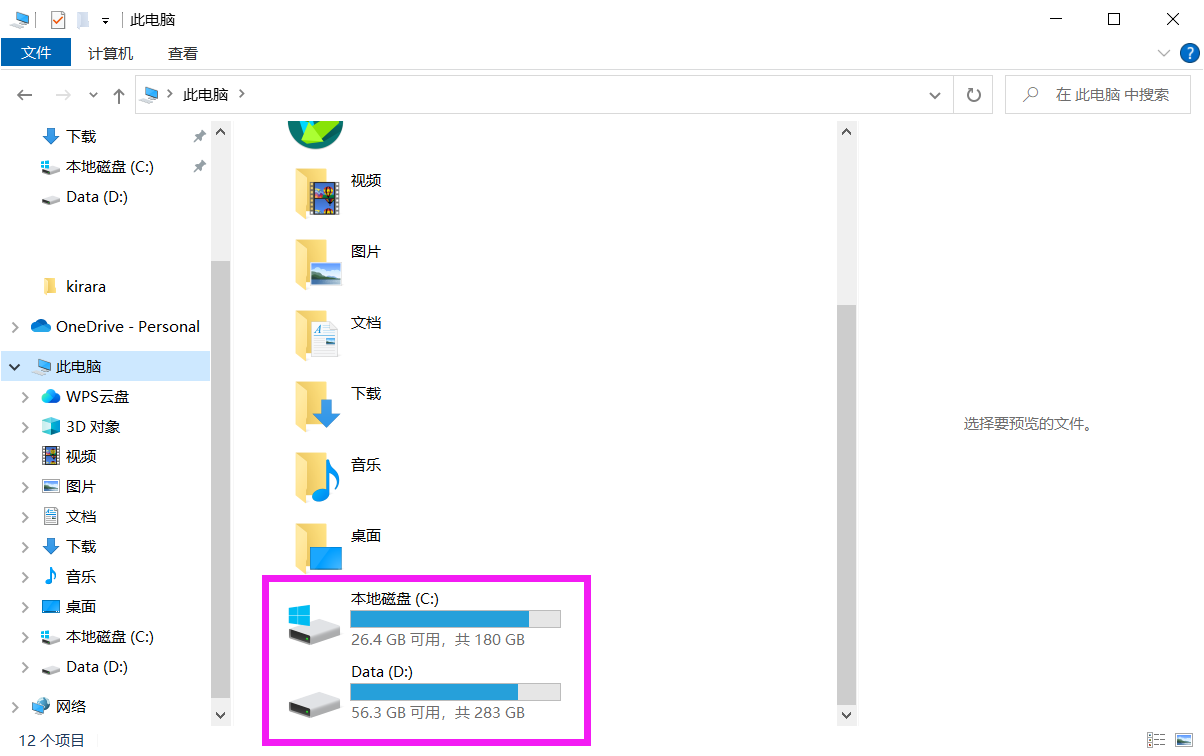 此电脑
文件 计算机 查看
此电脑
在 此电脑 中搜索
下载
本地磁盘 (C:)
Data (D:)
kirara
OneDrive - Personal
此电脑
WPS云盘
3D 对象
视频
图片
文档
下载
音乐
桌面
本地磁盘 (C:)
Data (D:)
网络
视频
图片
文档
下载
音乐
桌面
本地磁盘 (C:)
26.4 GB 可用，共 180 GB
Data (D:)
56.3 GB 可用，共 283 GB
选择要预览的文件。
12 个项目